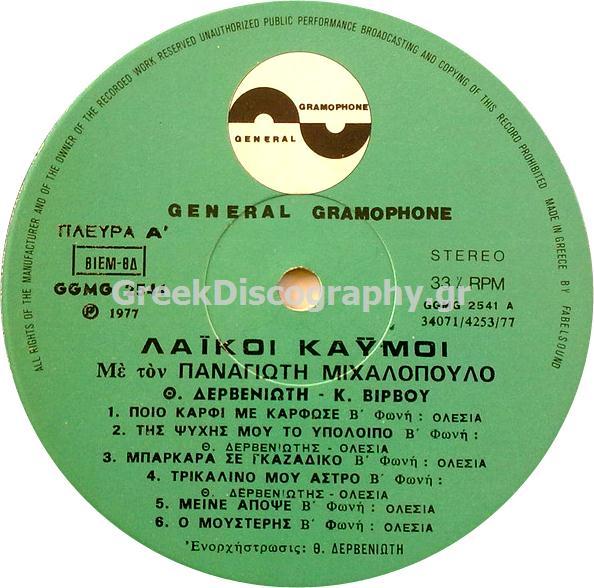 ALL RIGHTS OF THE MANUFACTURER AND OF THE OWNER OF THE RECORDED WORK RESERVED UNAUTHORIZED PUBLIC PERFORMANCE BROADCASTING AND COPYING OF THIS RECORD PROHIBITED. MADE IN GREECE BY FABELSOUND
GRAMOPHONE
GENERAL
GENERAL GRAMOPHONE
ΠΛΕΥΡΑ Α'
ΒΙΕΜ-ΘΔ
GGMG 2541
Ⓟ 1977
STEREO
33⅓ RPM
GGMG 2541 A
34071/4253/77
GreekDiscography.gr
ΛΑΪΚΟΙ ΚΑΫΜΟΙ
Μὲ τὸν ΠΑΝΑΓΙΩΤΗ ΜΙΧΑΛΟΠΟΥΛΟ
Θ. ΔΕΡΒΕΝΙΩΤΗ - Κ. ΒΙΡΒΟΥ
1. ΠΟΙΟ ΚΑΡΦΙ ΜΕ ΚΑΡΦΩΣΕ Β' Φωνή : ΟΛΕΣΙΑ
2. ΤΗΣ ΨΥΧΗΣ ΜΟΥ ΤΟ ΥΠΟΛΟΙΠΟ Β' Φωνή :
Θ. ΔΕΡΒΕΝΙΩΤΗΣ - ΟΛΕΣΙΑ
3. ΜΠΑΡΚΑΡΑ ΣΕ ΓΚΑΖΑΔΙΚΟ Β' Φωνή : ΟΛΕΣΙΑ
4. ΤΡΙΚΑΛΙΝΟ ΜΟΥ ΑΣΤΡΟ Β' Φωνή :
Θ. ΔΕΡΒΕΝΙΩΤΗΣ - ΟΛΕΣΙΑ
5. ΜΕΙΝΕ ΑΠΟΨΕ Β' Φωνή : ΟΛΕΣΙΑ
6. Ο ΜΟΥΣΤΕΡΗΣ Β' Φωνή : ΟΛΕΣΙΑ
'Ενορχήστρωσις: Θ. ΔΕΡΒΕΝΙΩΤΗ